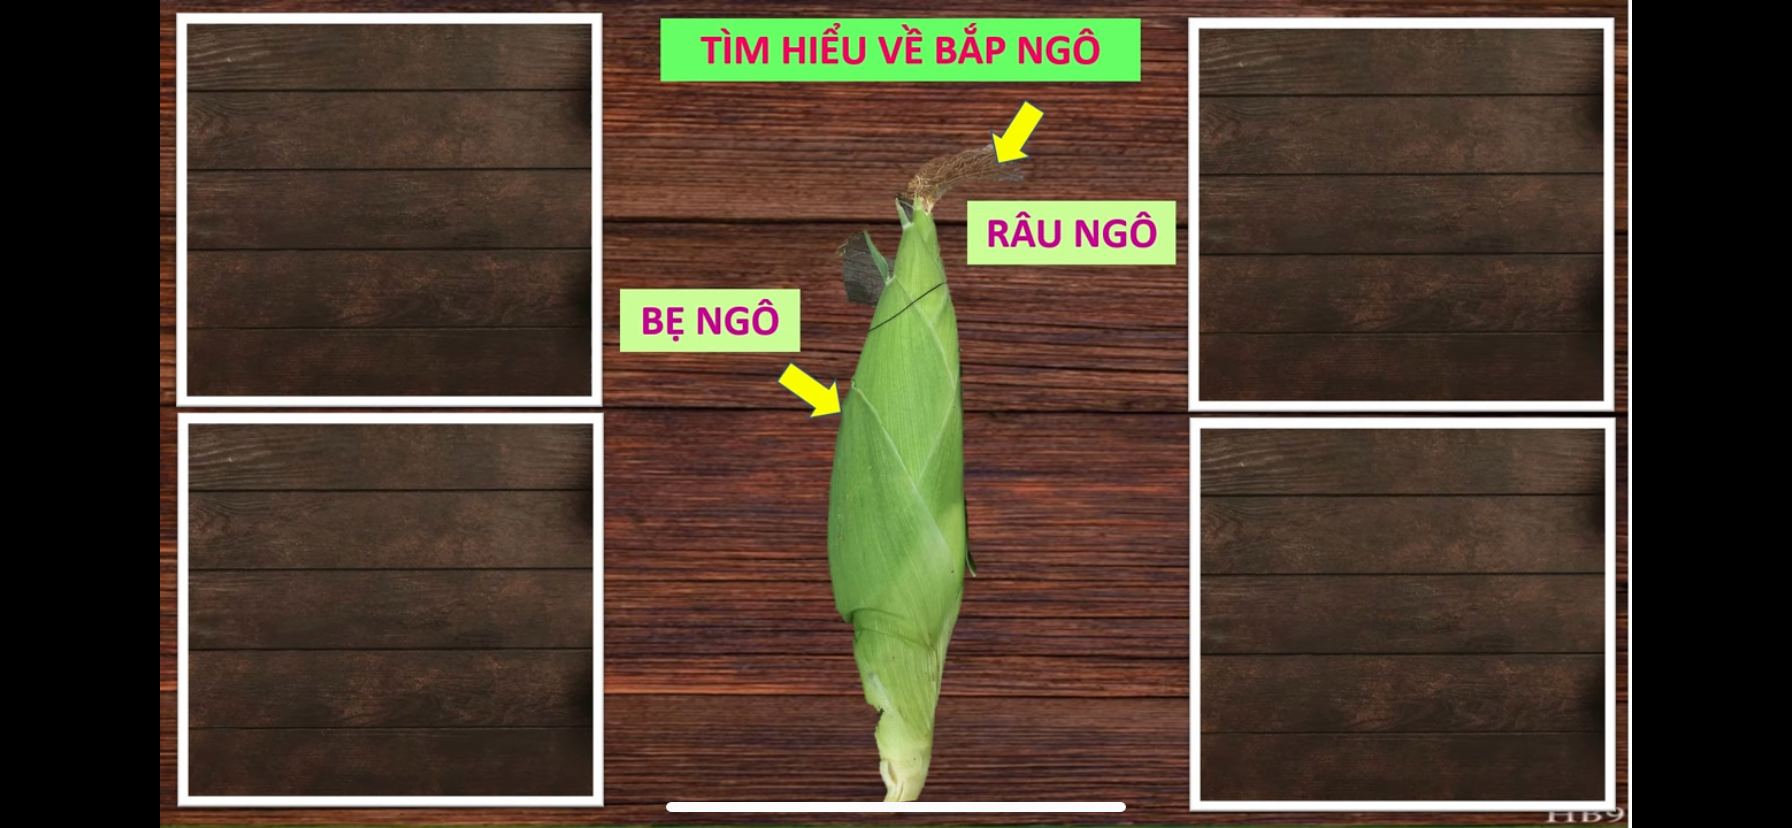 TÌM HIỂU VỀ BẮP NGÔ
RÂU NGÔ
BẸ NGÔ